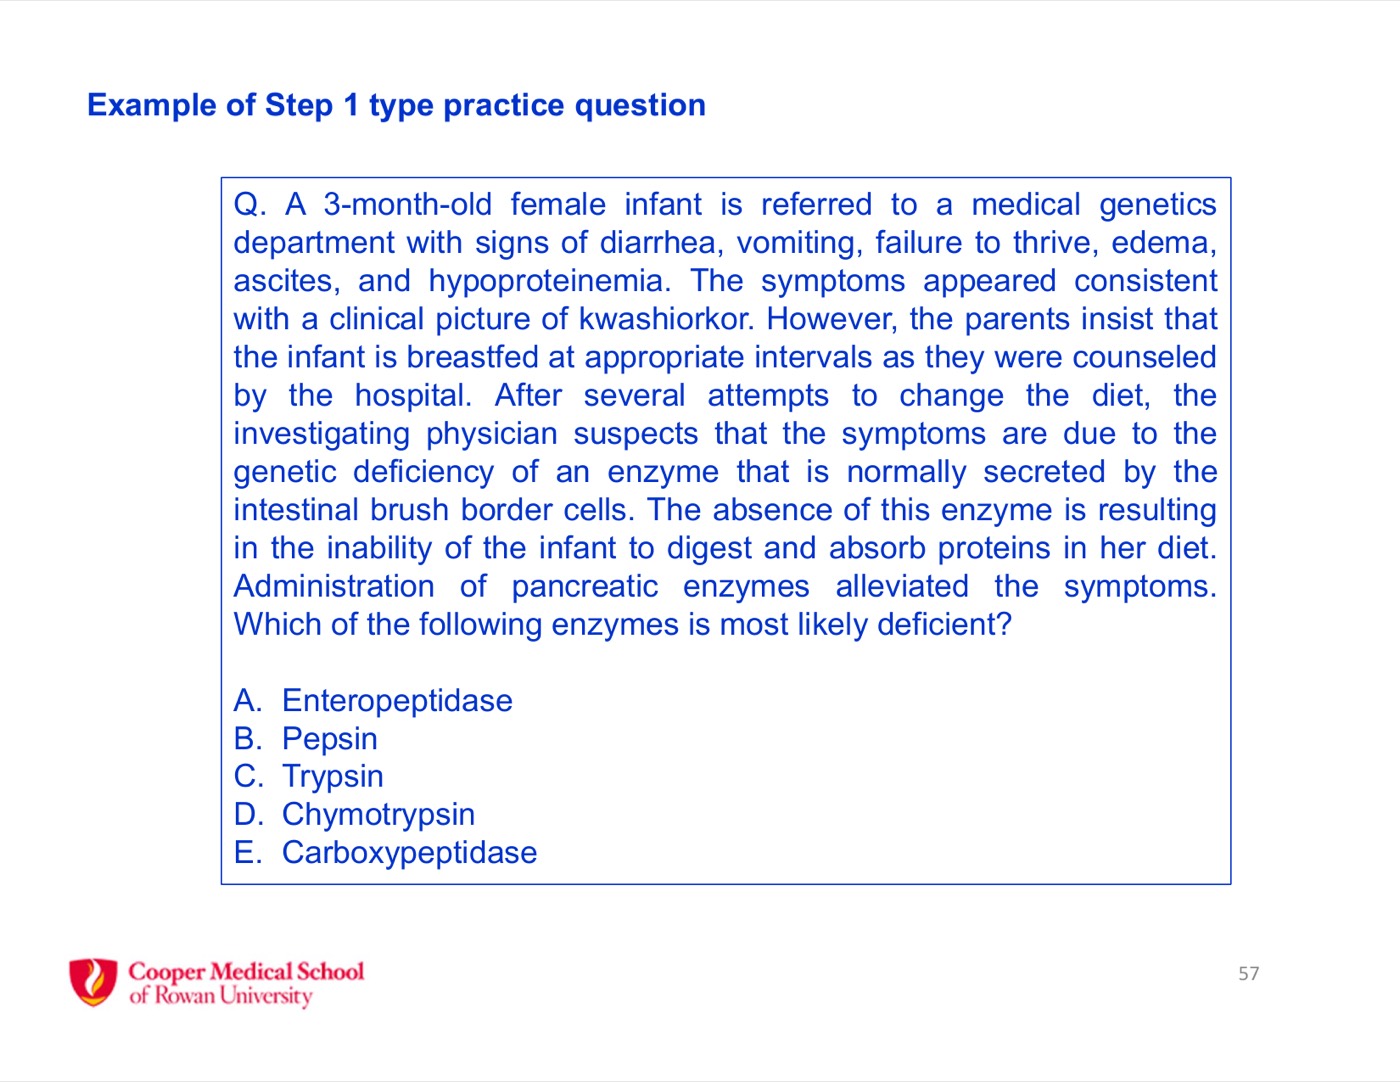 Example of Step 1 type practice question
Q. A 3-month-old female infant is referred to a medical genetics
department with signs of diarrhea, vomiting, failure to thrive, edema,
ascites, and hypoproteinemia. The symptoms appeared consistent
with a clinical picture of kwashiorkor. However, the parents insist that
the infant is breastfed at appropriate intervals as they were counseled
by the hospital. After several attempts to change the diet, the
investigating physician suspects that the symptoms are due to the
genetic deficiency of an enzyme that is normally secreted by the
intestinal brush border cells. The absence of this enzyme is resulting
in the inability of the infant to digest and absorb proteins in her diet.
Administration of pancreatic enzymes alleviated the symptoms.
Which of the following enzymes is most likely deficient?
A. Enteropeptidase
B. Pepsin
C. Trypsin
D. Chymotrypsin
E. Carboxypeptidase
Cooper Medical School
of Rowan University
57